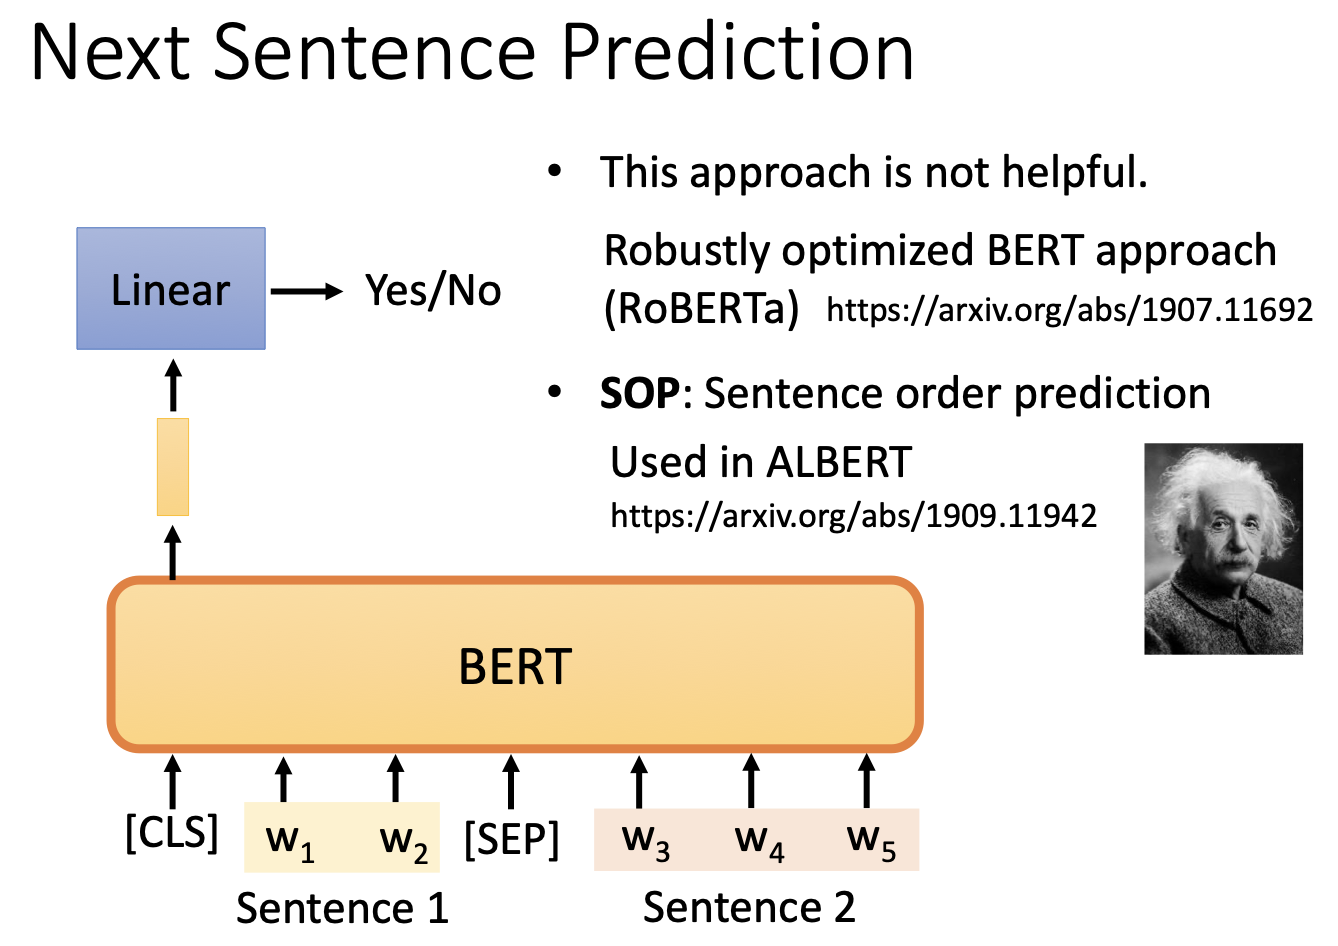 Next Sentence Prediction
• This approach is not helpful.
Robustly optimized BERT approach
(RoBERTa) https://arxiv.org/abs/1907.11692
• SOP: Sentence order prediction
Used in ALBERT
https://arxiv.org/abs/1909.11942
Linear
Yes/No
BERT
[CLS] w₁ w₂ [SEP] w₃ w₄ w₅
Sentence 1 Sentence 2